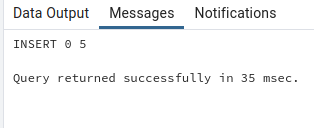 Data Output Messages Notifications
INSERT 0 5
Query returned successfully in 35 msec.